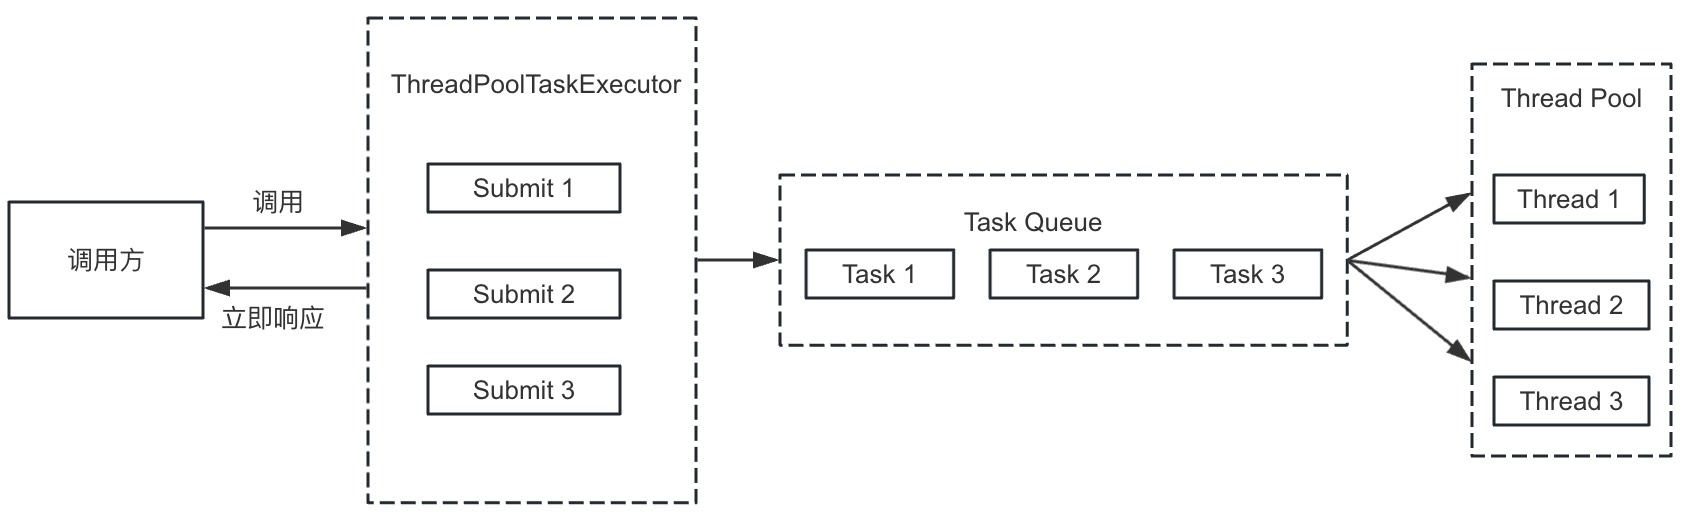 调用方
调用
立即响应
ThreadPoolTaskExecutor
Submit 1
Submit 2
Submit 3
Task Queue
Task 1
Task 2
Task 3
Thread Pool
Thread 1
Thread 2
Thread 3